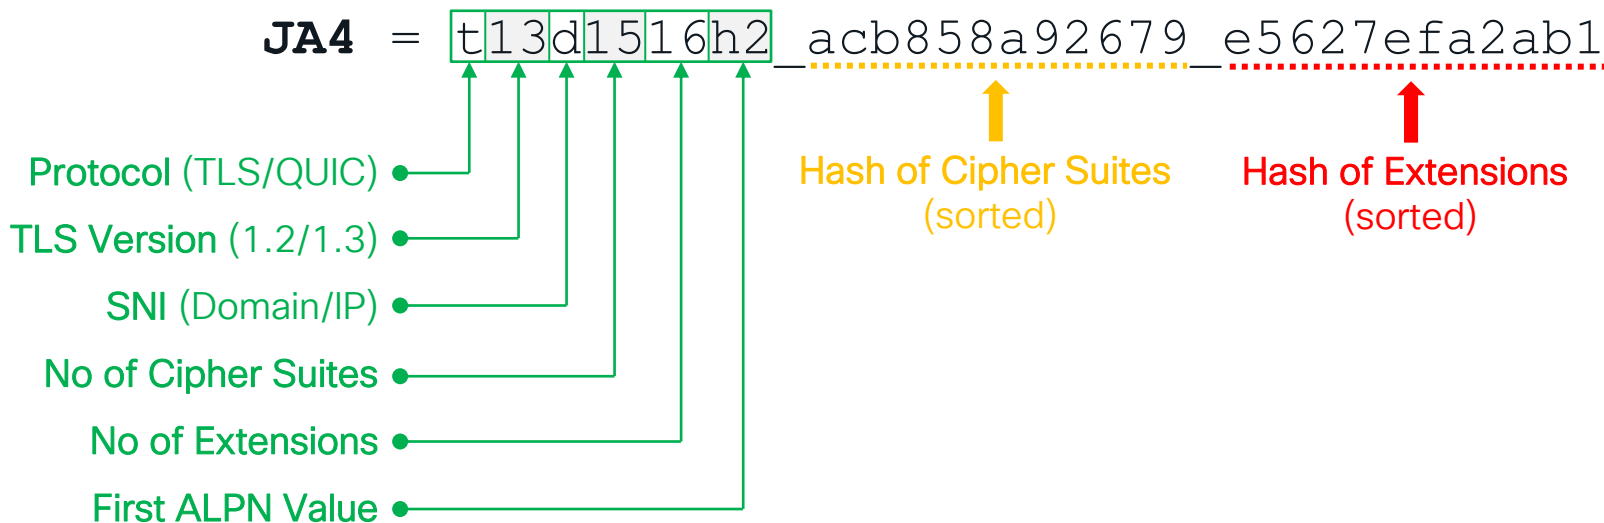 JA4 = t13d1516h2_acb858a92679_e5627efa2ab1
Protocol (TLS/QUIC)
TLS Version (1.2/1.3)
SNI (Domain/IP)
No of Cipher Suites
No of Extensions
First ALPN Value
Hash of Cipher Suites
(sorted)
Hash of Extensions
(sorted)